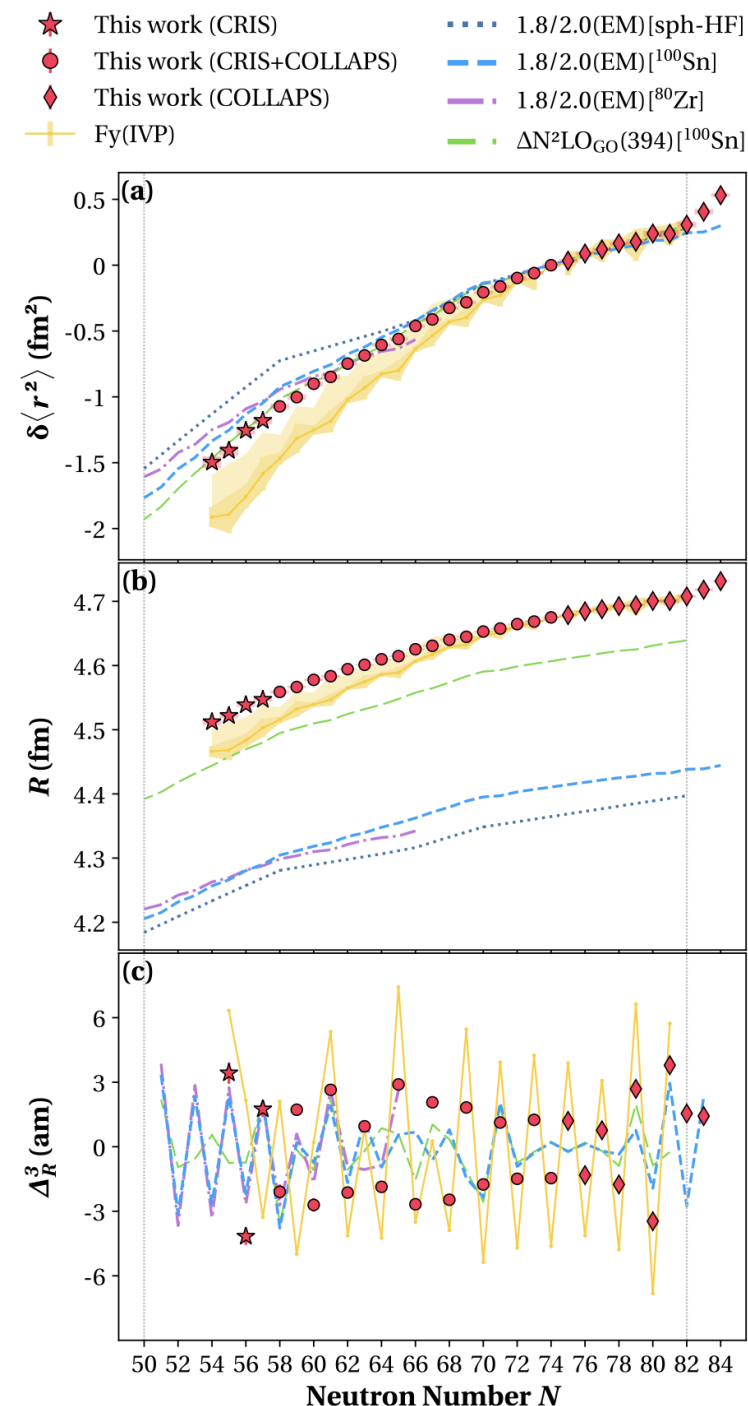 This work (CRIS)
This work (CRIS+COLLAPS)
This work (COLLAPS)
Fy(IVP)
1.8/2.0(EM)[sph-HF]
1.8/2.0(EM)[¹⁰⁰Sn]
1.8/2.0(EM)[⁸⁰Zr]
ΔN²LO_GO(394)[¹⁰⁰Sn]
(a)
0.5
0
-0.5
-1
-1.5
-2
δ⟨r²⟩ (fm²)
(b)
4.7
4.6
4.5
4.4
4.3
4.2
R (fm)
(c)
6
3
0
-3
-6
Δ³_R (am)
50 52 54 56 58 60 62 64 66 68 70 72 74 76 78 80 82 84
Neutron Number N